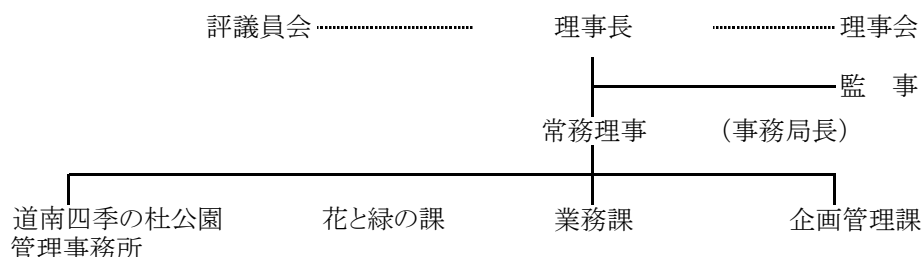 評議員会 理事長 理事会
監　事
常務理事 （事務局長）
道南四季の杜公園 花と緑の課 業務課 企画管理課
管理事務所